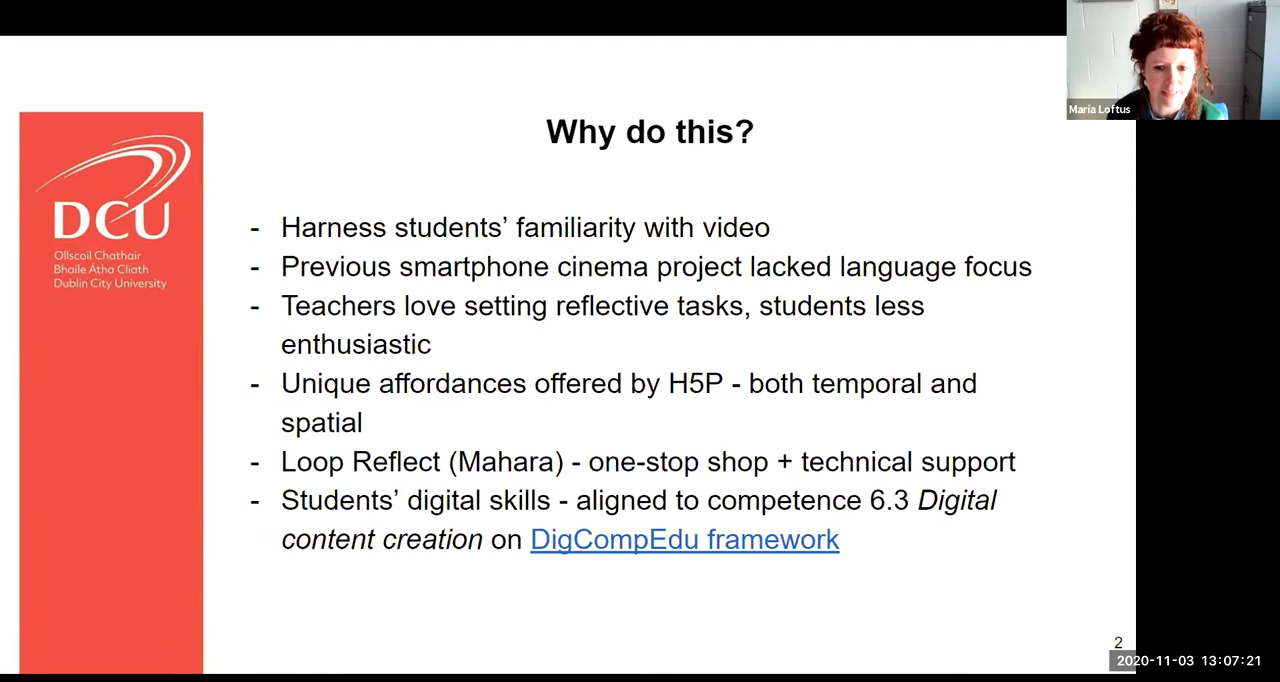 Maria Loftus
Why do this?
DCU
Ollscoil Chathair
Bhaile Átha Cliath
Dublin City University
- Harness students’ familiarity with video
- Previous smartphone cinema project lacked language focus
- Teachers love setting reflective tasks, students less
enthusiastic
- Unique affordances offered by H5P - both temporal and
spatial
- Loop Reflect (Mahara) - one-stop shop + technical support
- Students’ digital skills - aligned to competence 6.3 Digital
content creation on DigCompEdu framework
2
2020-11-03 13:07:21